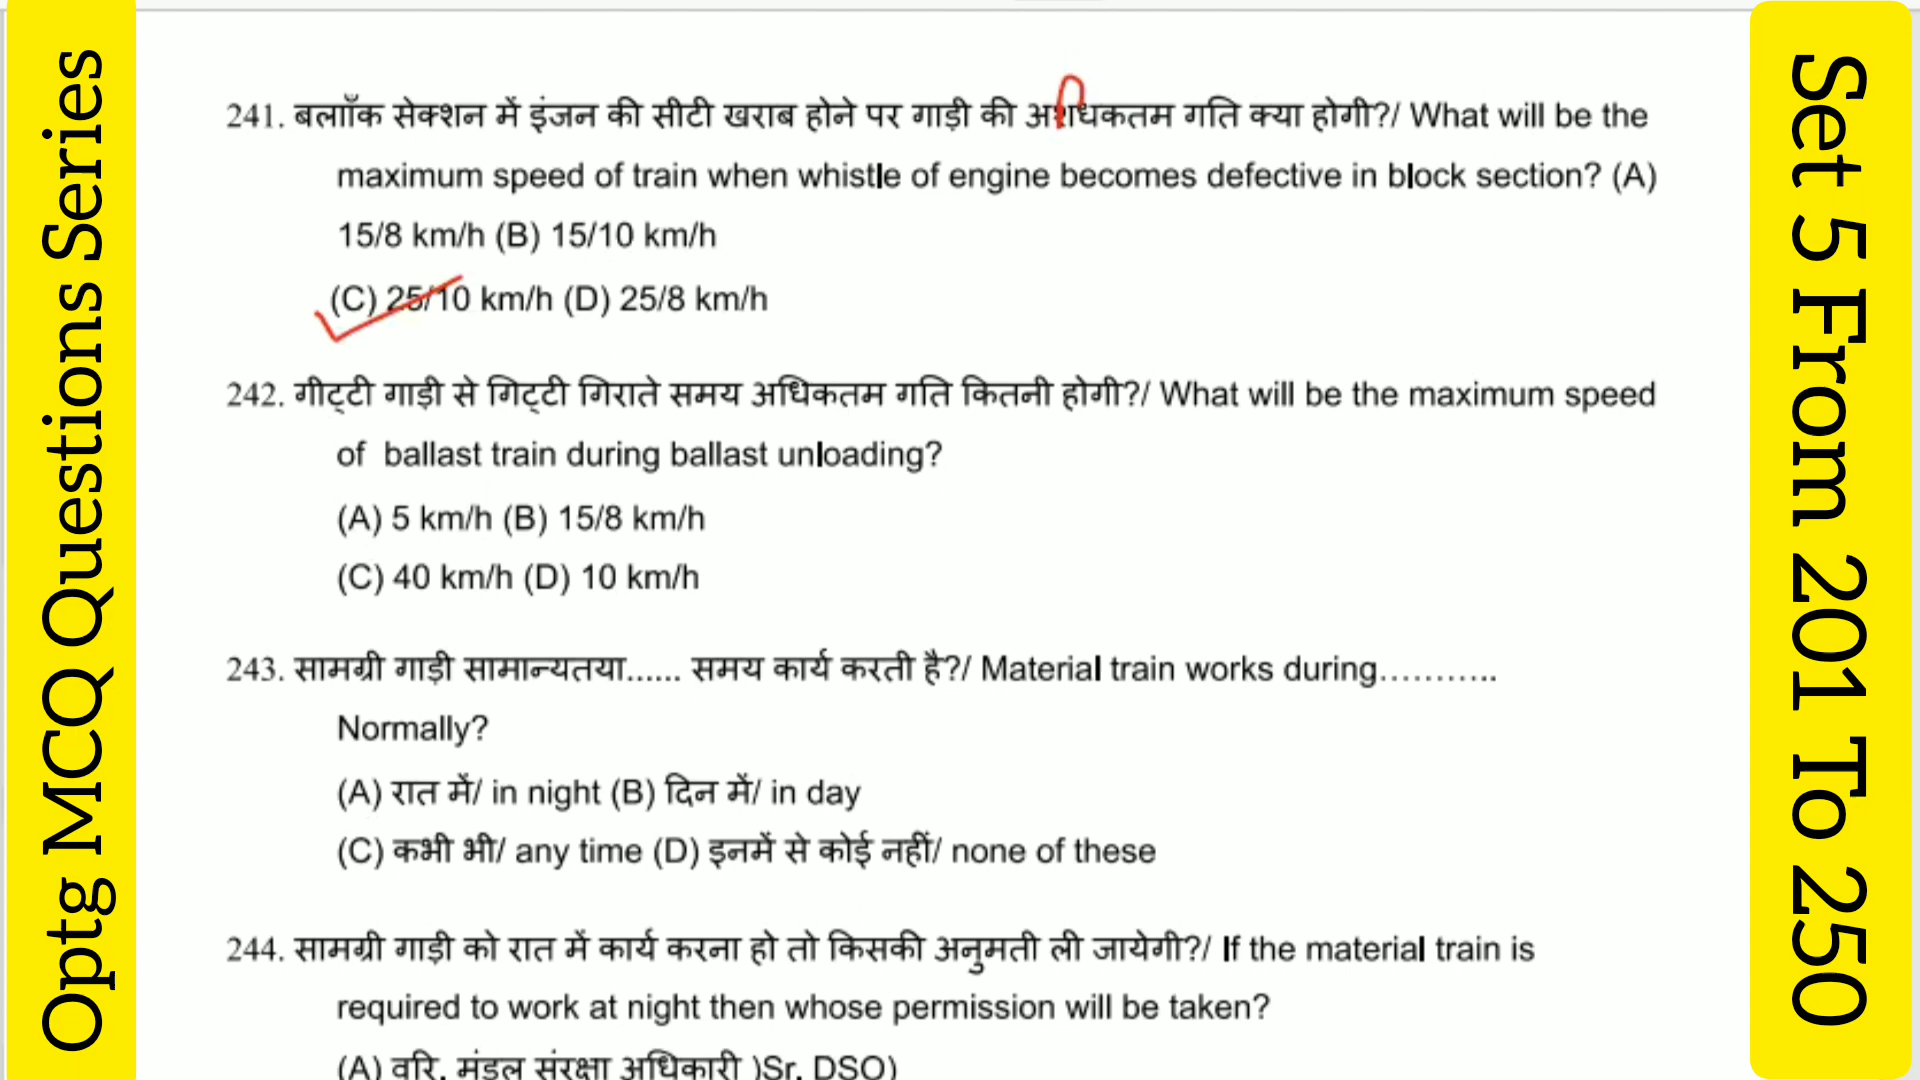 Optg MCQ Questions Series
241. बलॉक सेक्शन में इंजन की सीटी खराब होने पर गाड़ी की गति क्या होगी?/ What will be the
maximum speed of train when whistle of engine becomes defective in block section? (A)
15/8 km/h (B) 15/10 km/h
(C) 25/10 km/h (D) 25/8 km/h
242. गीट्टी गाड़ी से गिट्टी गिराते समय अधिकतम गति कितनी होगी?/ What will be the maximum speed
of ballast train during ballast unloading?
(A) 5 km/h (B) 15/8 km/h
(C) 40 km/h (D) 10 km/h
243. सामग्री गाड़ी सामान्यतया...... समय कार्य करती है?/ Material train works during………..
Normally?
(A) रात में/ in night (B) दिन में/ in day
(C) कभी भी/ any time (D) इनमें से कोई नहीं/ none of these
244. सामग्री गाड़ी को रात में कार्य करना हो तो किसकी अनुमती ली जायेगी?/ If the material train is
required to work at night then whose permission will be taken?
(A) वरि. मंडल संरक्षा अधिकारी )Sr. DSO)
Set 5 From 201 To 250